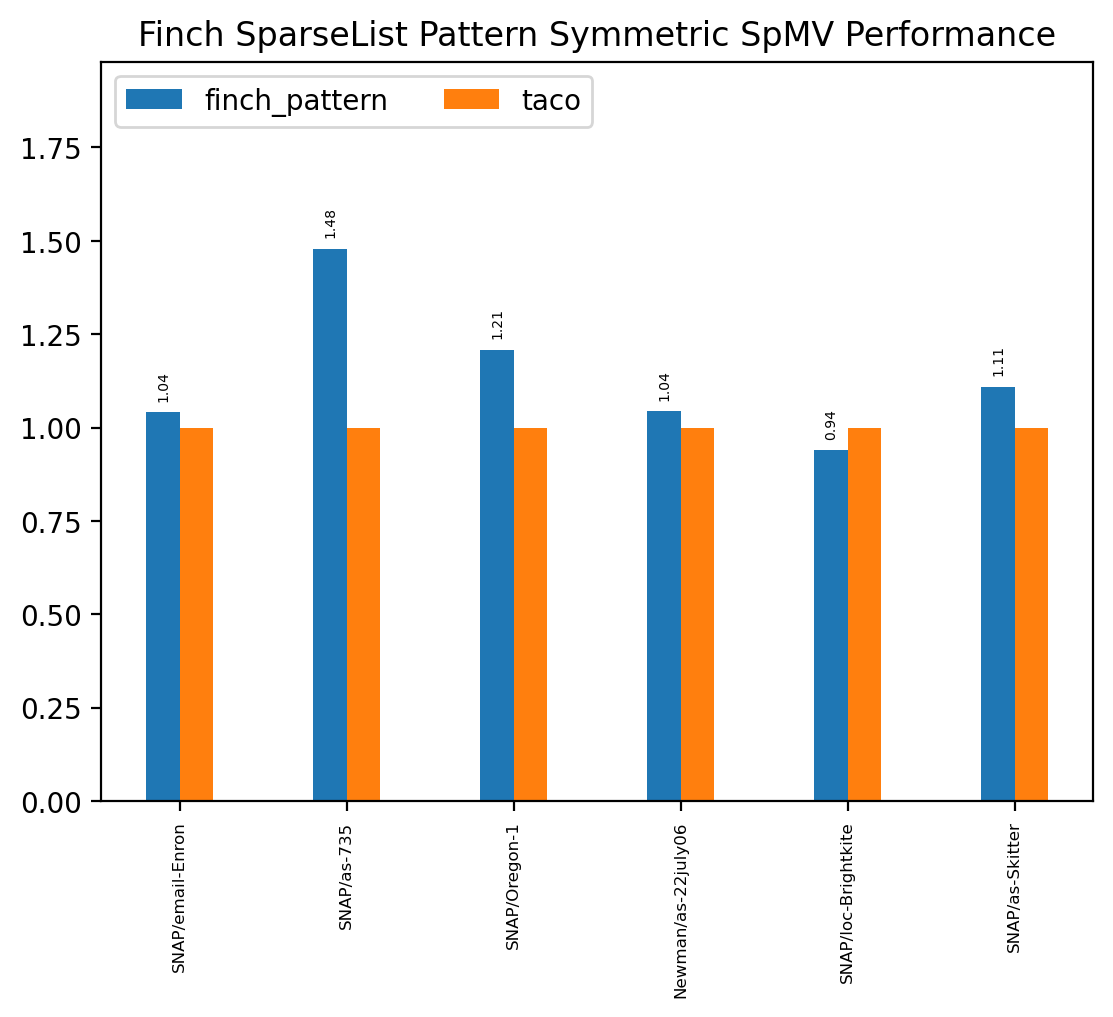 Finch SparseList Pattern Symmetric SpMV Performance
finch_pattern
taco
1.75
1.50
1.25
1.00
0.75
0.50
0.25
0.00
1.04
1.48
1.21
1.04
0.94
1.11
SNAP/email-Enron
SNAP/as-735
SNAP/Oregon-1
Newman/as-22july06
SNAP/loc-Brightkite
SNAP/as-Skitter